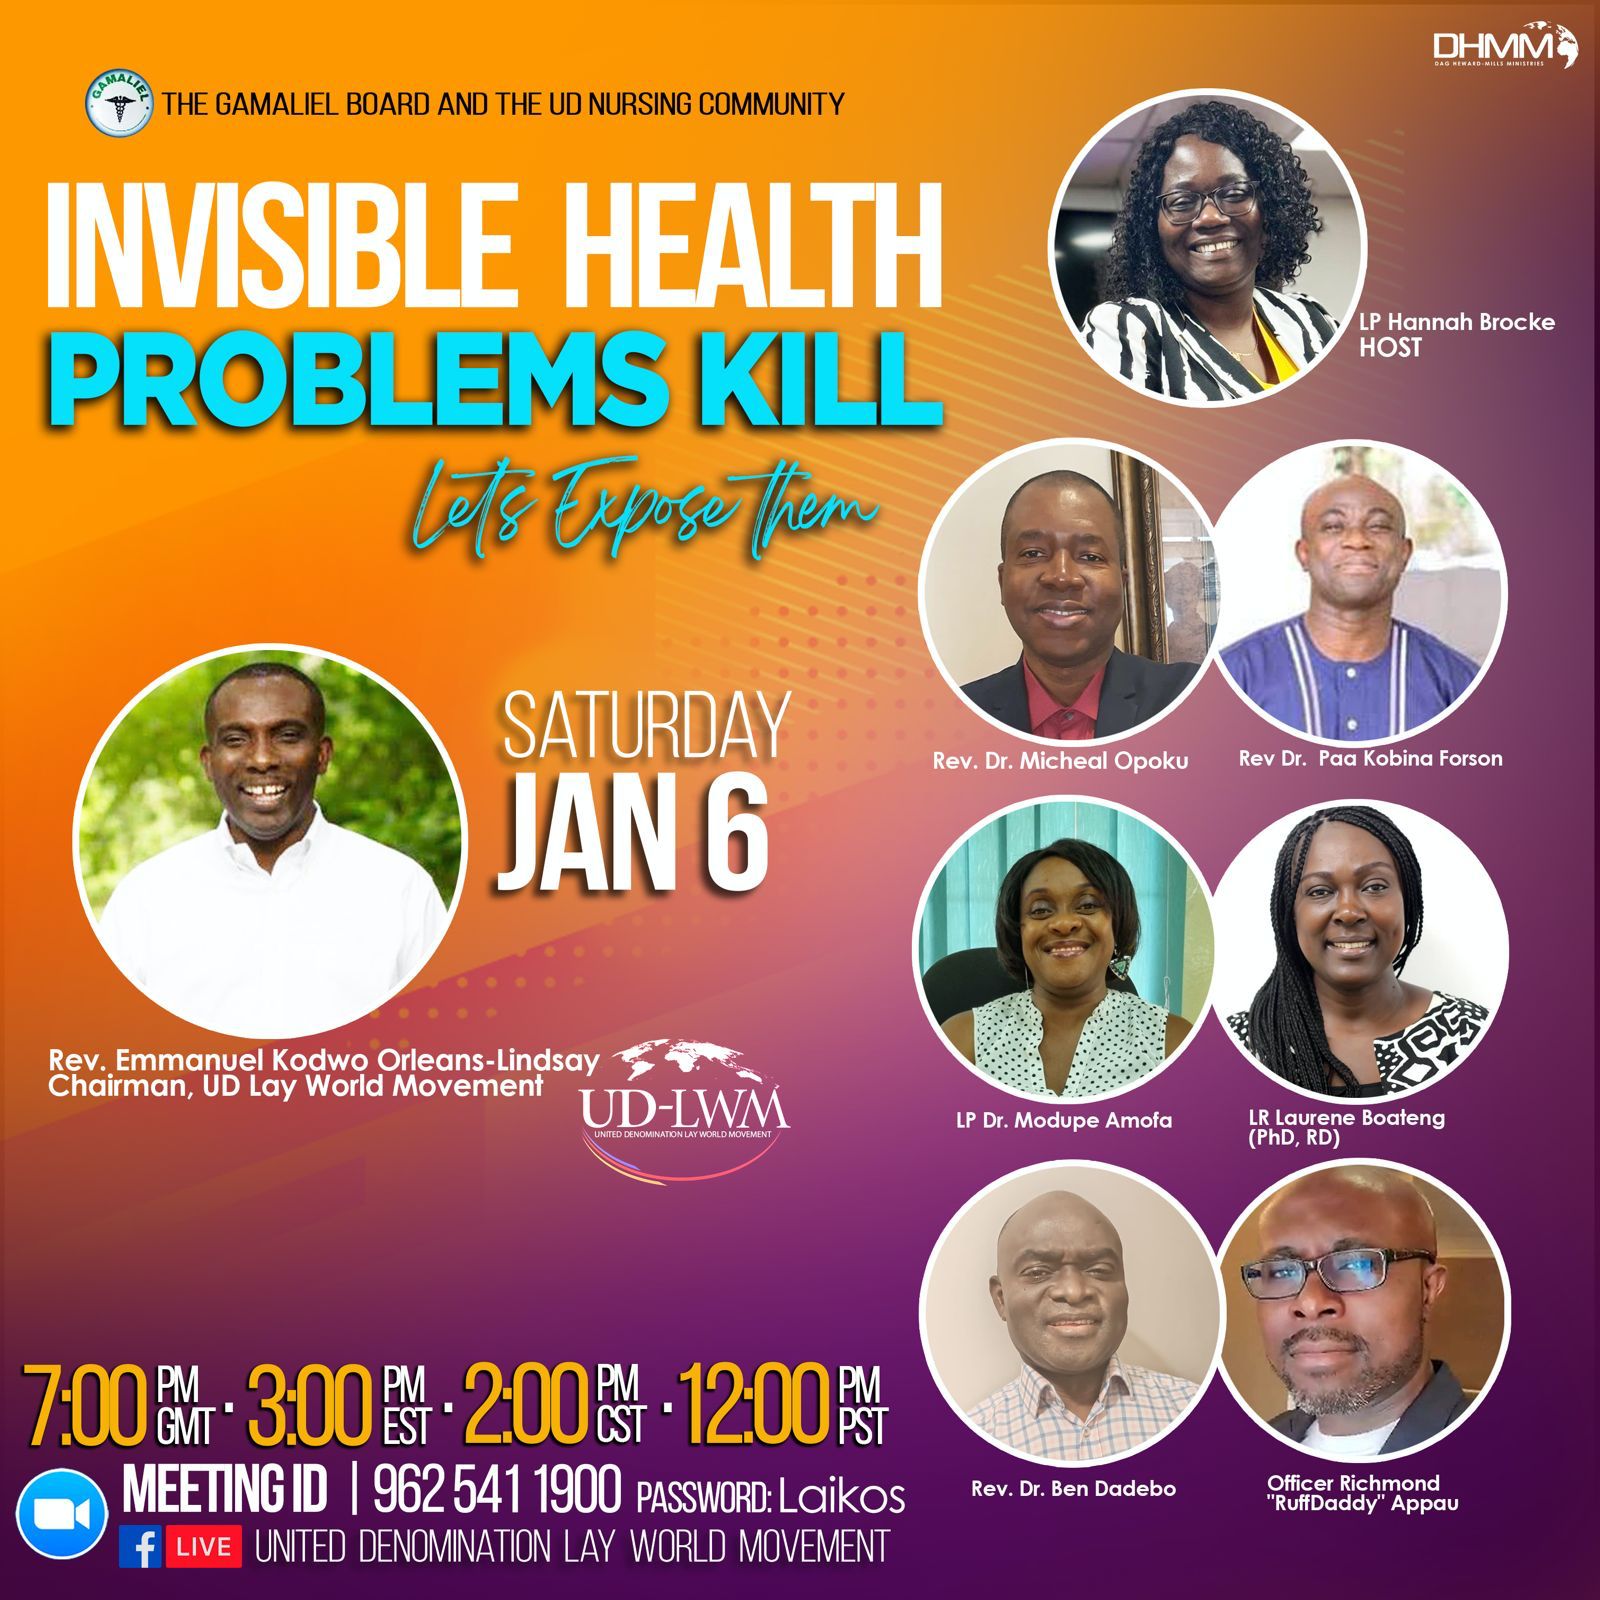 DHMM
DAG HEWARD-MILLS MINISTRIES
GAMALIEL
THE GAMALIEL BOARD AND THE UD NURSING COMMUNITY
INVISIBLE HEALTH
PROBLEMS KILL
Let's Expose them
LP Hannah Brocke
HOST
Rev. Dr. Micheal Opoku
Rev Dr. Paa Kobina Forson
SATURDAY
JAN 6
Rev. Emmanuel Kodwo Orleans-Lindsay
Chairman, UD Lay World Movement
UD-LWM
UNITED DENOMINATION LAY WORLD MOVEMENT
LP Dr. Modupe Amofa
LR Laurene Boateng
(PhD, RD)
Rev. Dr. Ben Dadebo
Officer Richmond
"RuffDaddy" Appau
7:00 PM GMT · 3:00 PM EST · 2:00 PM CST · 12:00 PM PST
MEETING ID | 962 541 1900 PASSWORD: Laikos
f LIVE UNITED DENOMINATION LAY WORLD MOVEMENT